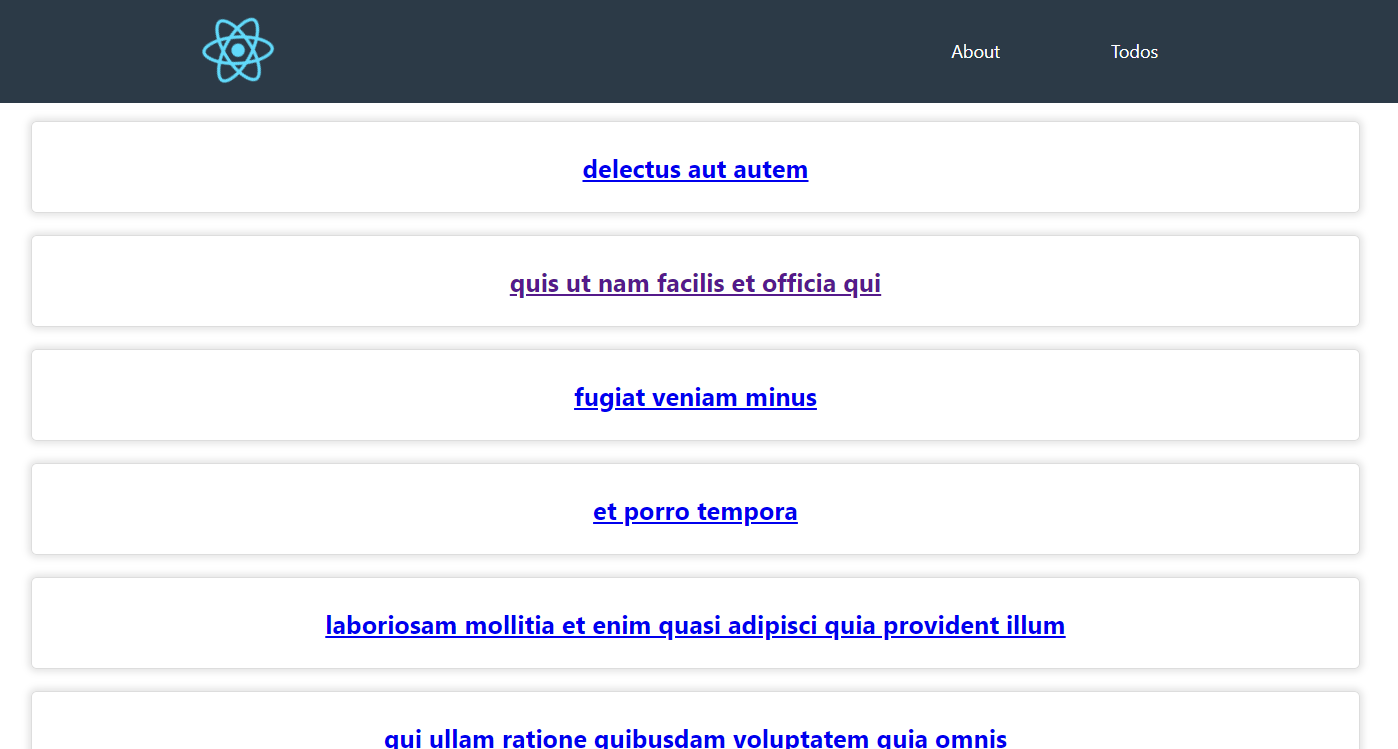 About
Todos
delectus aut autem
quis ut nam facilis et officia qui
fugiat veniam minus
et porro tempora
laboriosam mollitia et enim quasi adipisci quia provident illum
qui ullam ratione quibusdam voluptatem quia omnis